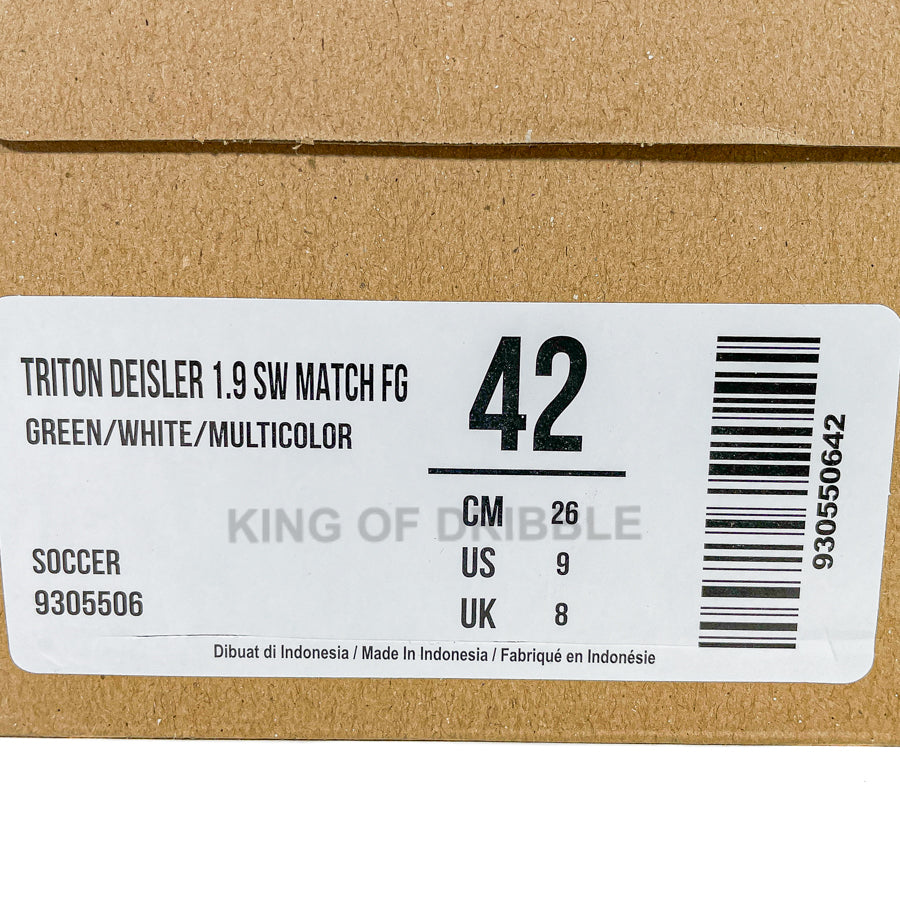 TRITON DEISLER 1.9 SW MATCH FG
GREEN/WHITE/MULTICOLOR
42
CM 26
US 9
UK 8
KING OF DRIBBLE
SOCCER
9305506
930550642
Dibuat di Indonesia / Made In Indonesia / Fabriqué en Indonésie